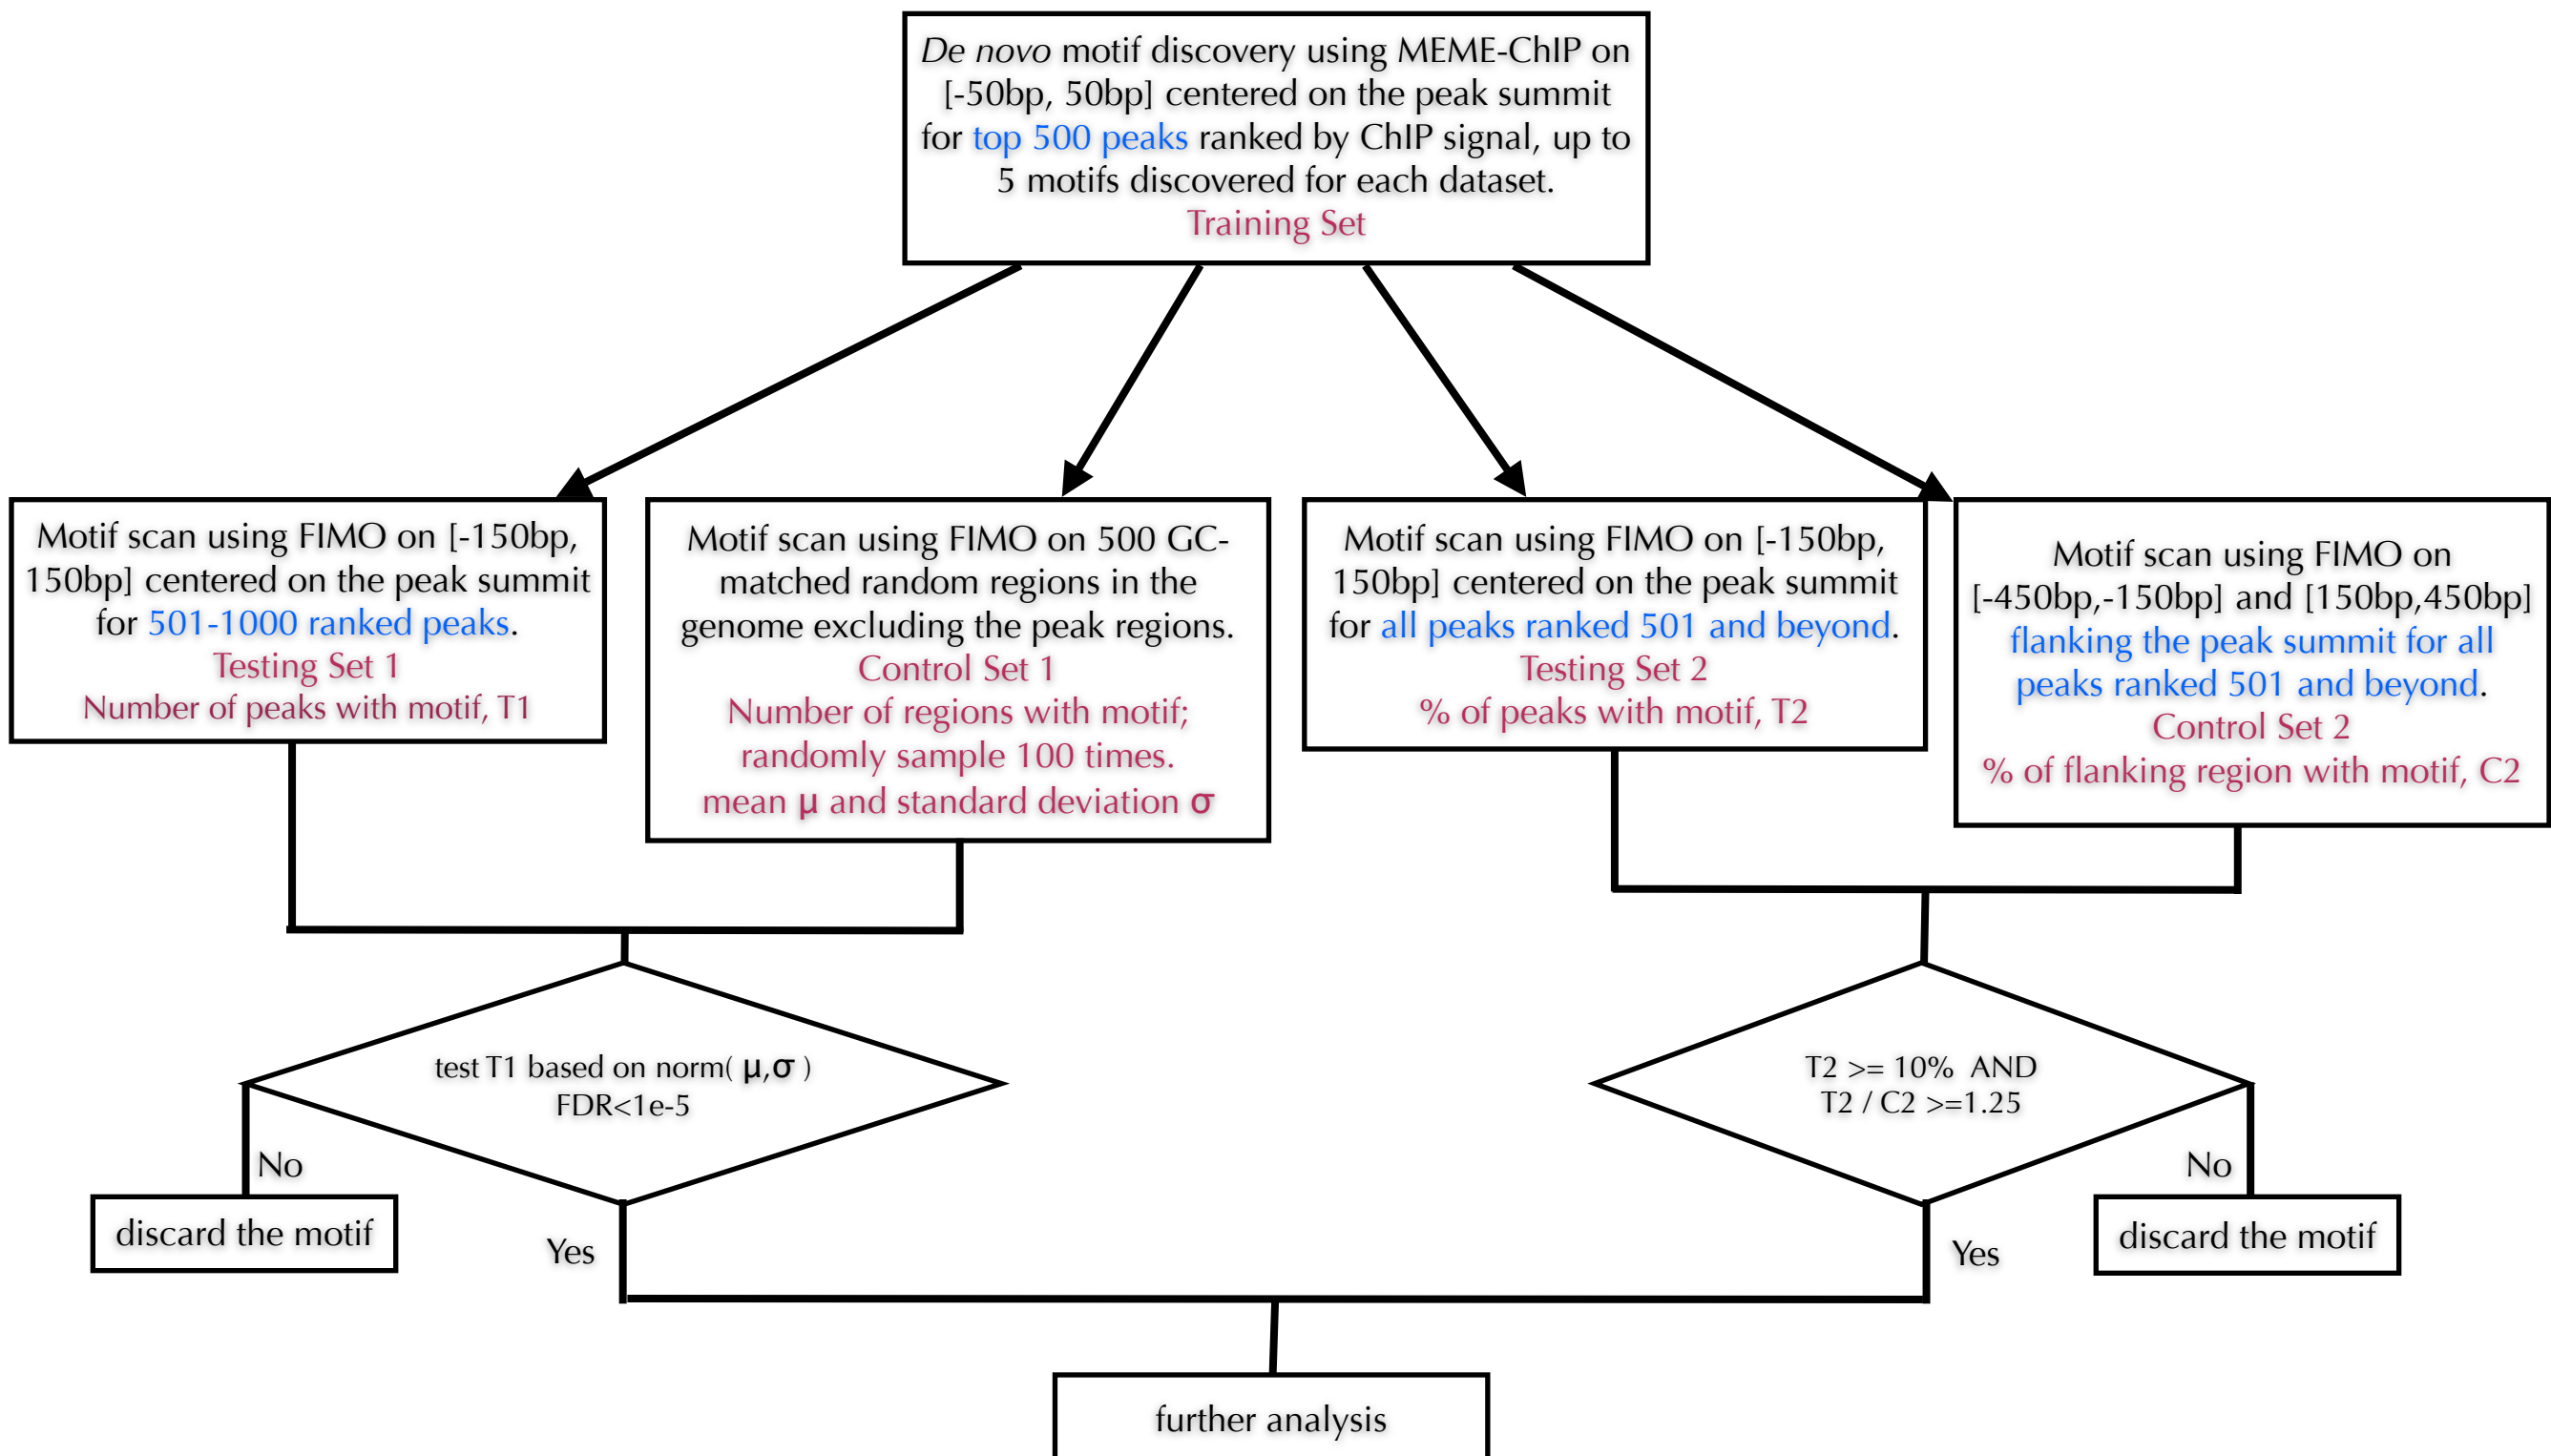 De novo motif discovery using MEME-ChIP on
[-50bp, 50bp] centered on the peak summit
for top 500 peaks ranked by ChIP signal, up to
5 motifs discovered for each dataset.
Training Set
Motif scan using FIMO on [-150bp,
150bp] centered on the peak summit
for 501-1000 ranked peaks.
Testing Set 1
Number of peaks with motif, T1
Motif scan using FIMO on 500 GC-
matched random regions in the
genome excluding the peak regions.
Control Set 1
Number of regions with motif;
randomly sample 100 times.
mean μ and standard deviation σ
Motif scan using FIMO on [-150bp,
150bp] centered on the peak summit
for all peaks ranked 501 and beyond.
Testing Set 2
% of peaks with motif, T2
Motif scan using FIMO on
[-450bp,-150bp] and [150bp,450bp]
flanking the peak summit for all
peaks ranked 501 and beyond.
Control Set 2
% of flanking region with motif, C2
test T1 based on norm( μ,σ )
FDR<1e-5
T2 >= 10% AND
T2 / C2 >=1.25
No
discard the motif
Yes
No
discard the motif
Yes
further analysis